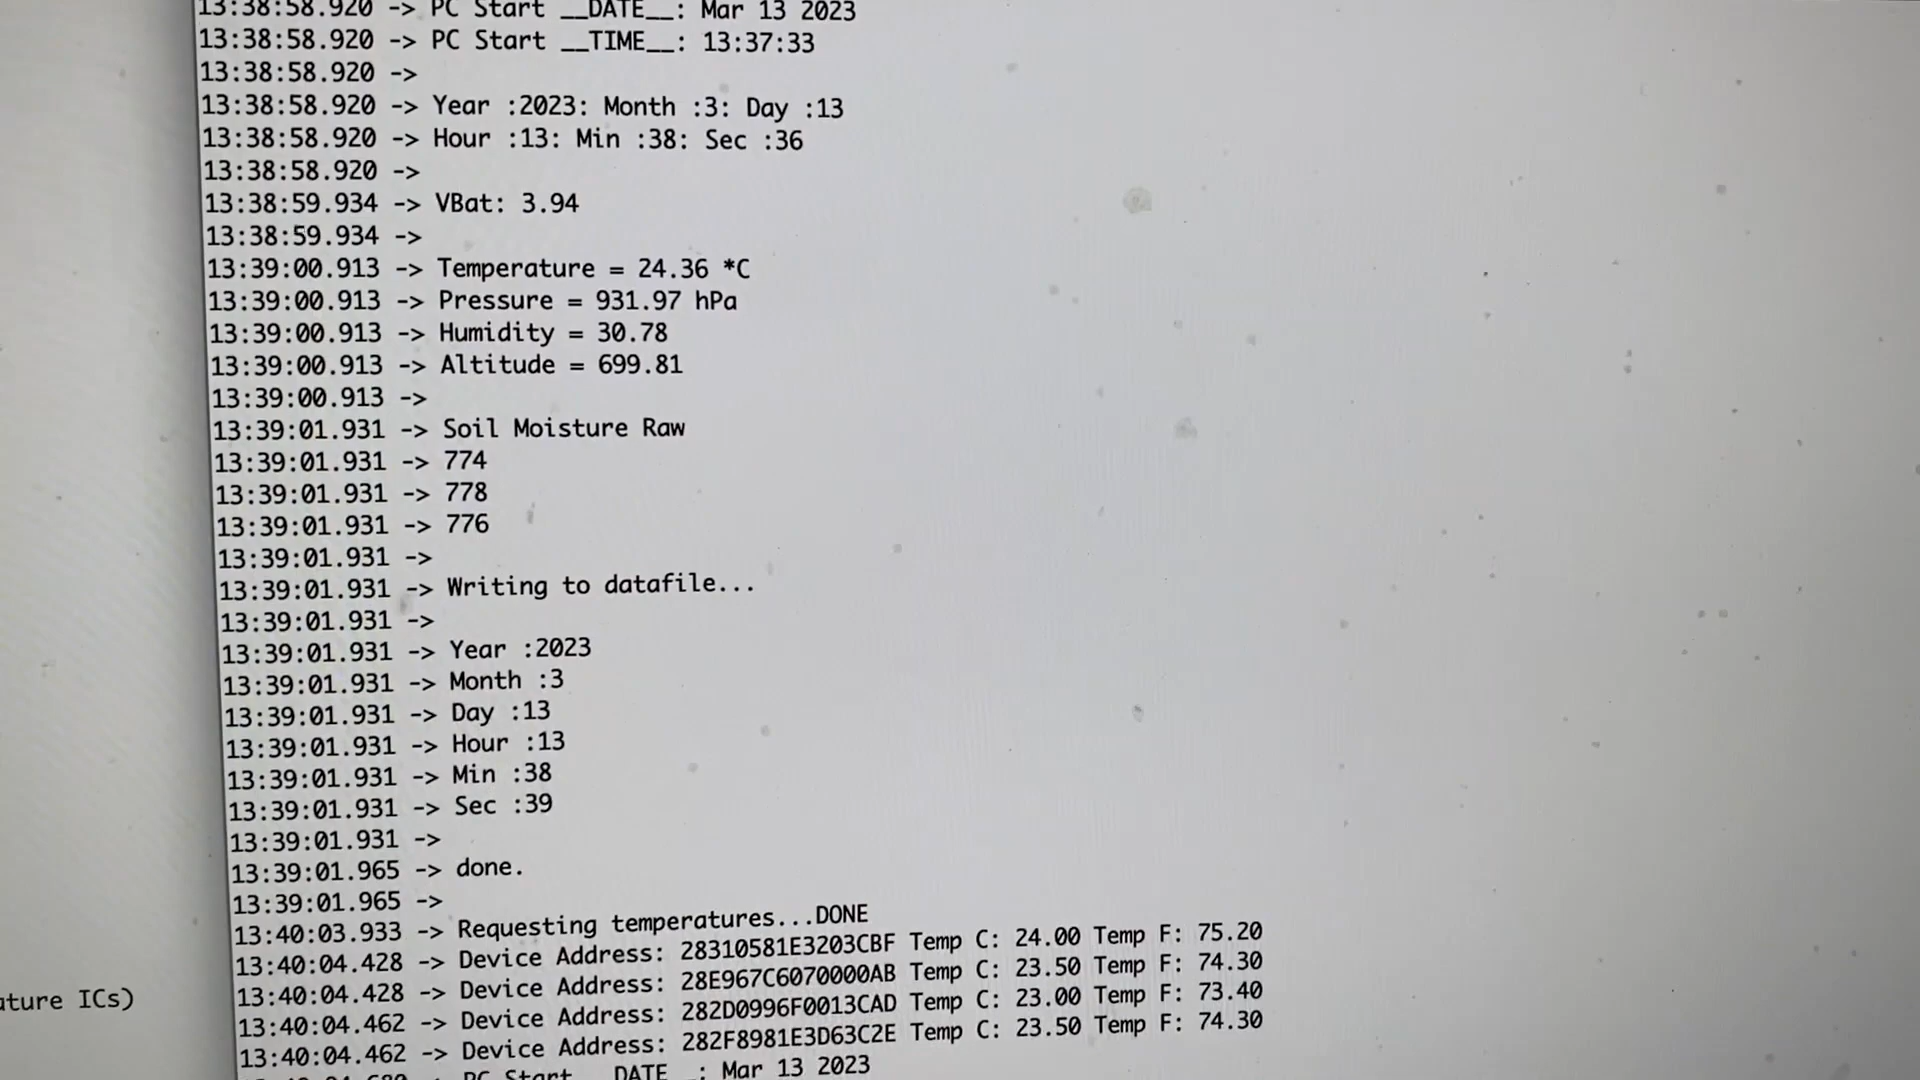 13:38:58.920 -> PC Start __DATE__: Mar 13 2023
13:38:58.920 -> PC Start __TIME__: 13:37:33
13:38:58.920 ->
13:38:58.920 -> Year :2023: Month :3: Day :13
13:38:58.920 -> Hour :13: Min :38: Sec :36
13:38:58.920 ->
13:38:59.934 -> VBat: 3.94
13:38:59.934 ->
13:39:00.913 -> Temperature = 24.36 *C
13:39:00.913 -> Pressure = 931.97 hPa
13:39:00.913 -> Humidity = 30.78
13:39:00.913 -> Altitude = 699.81
13:39:00.913 ->
13:39:01.931 -> Soil Moisture Raw
13:39:01.931 -> 774
13:39:01.931 -> 778
13:39:01.931 -> 776
13:39:01.931 ->
13:39:01.931 -> Writing to datafile...
13:39:01.931 ->
13:39:01.931 -> Year :2023
13:39:01.931 -> Month :3
13:39:01.931 -> Day :13
13:39:01.931 -> Hour :13
13:39:01.931 -> Min :38
13:39:01.931 -> Sec :39
13:39:01.931 ->
13:39:01.965 -> done.
13:39:01.965 ->
13:40:03.933 -> Requesting temperatures...DONE
13:40:04.428 -> Device Address: 28310581E3203CBF Temp C: 24.00 Temp F: 75.20
13:40:04.428 -> Device Address: 28E967C6070000AB Temp C: 23.50 Temp F: 74.30
13:40:04.462 -> Device Address: 282D0996F0013CAD Temp C: 23.00 Temp F: 73.40
13:40:04.462 -> Device Address: 282F8981E3D63C2E Temp C: 23.50 Temp F: 74.30
PC Start __DATE__: Mar 13 2023
ature ICs)